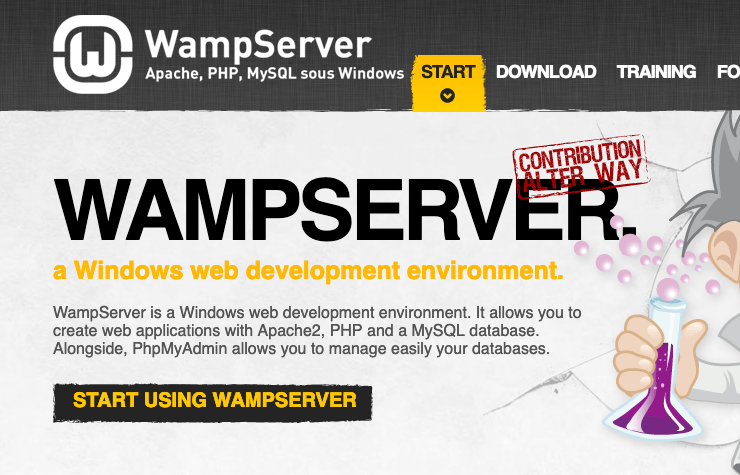 WampServer
Apache, PHP, MySQL sous Windows
START
DOWNLOAD
TRAINING
FO
CONTRIBUTION
ALTER WAY
WAMPSERVER.
a Windows web development environment.
WampServer is a Windows web development environment. It allows you to
create web applications with Apache2, PHP and a MySQL database.
Alongside, PhpMyAdmin allows you to manage easily your databases.
START USING WAMPSERVER